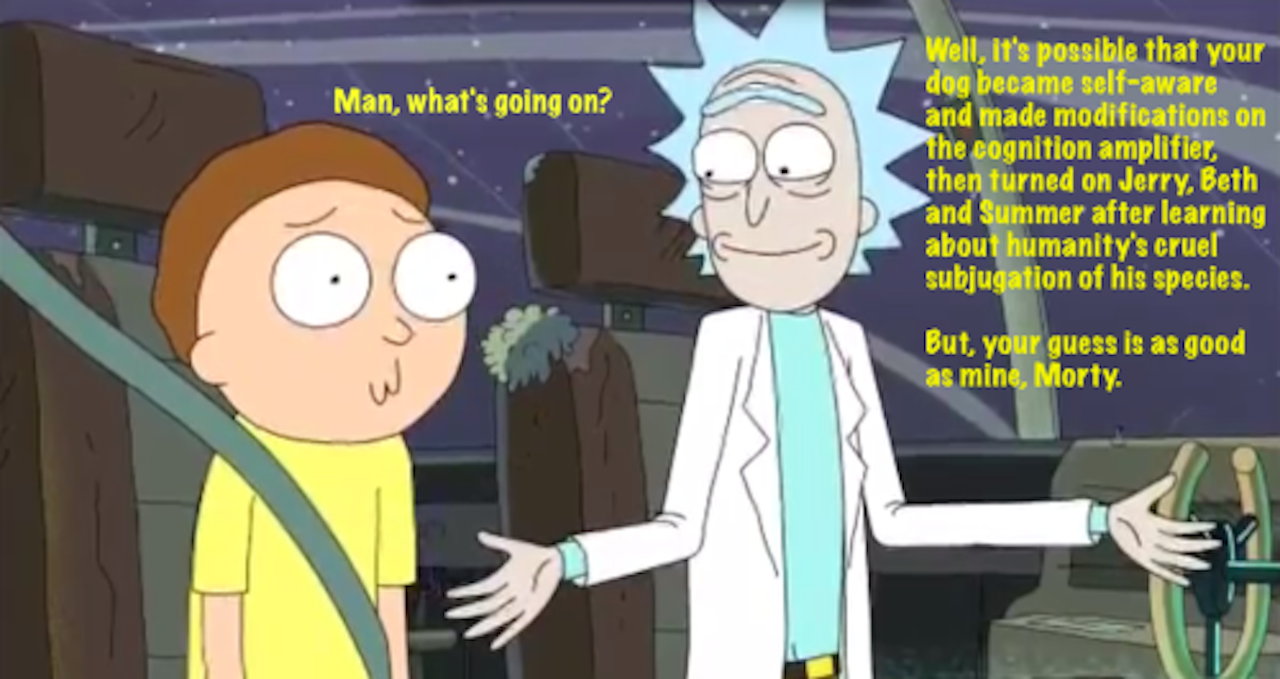 Man, what's going on?
Well, it's possible that your
dog became self-aware
and made modifications on
the cognition amplifier,
then turned on Jerry, Beth
and Summer after learning
about humanity's cruel
subjugation of his species.
But, your guess is as good
as mine, Morty.